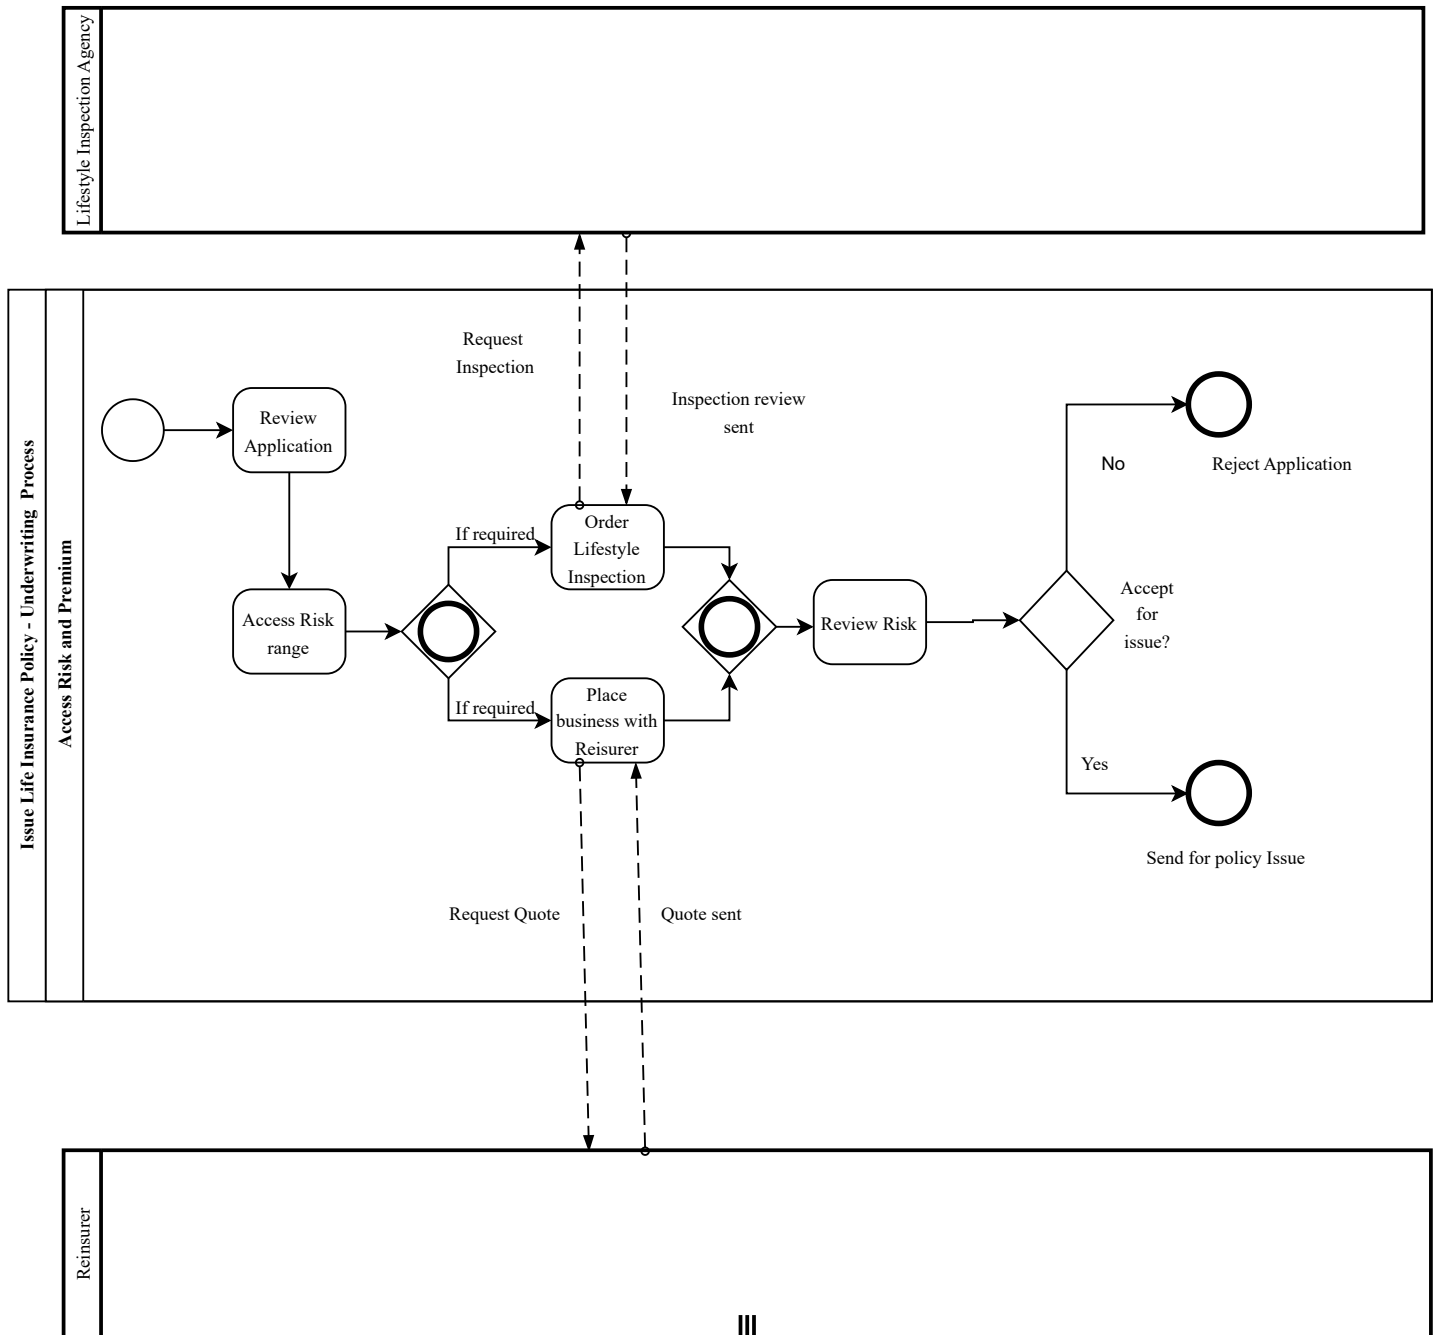 Lifestyle Inspection Agency
Issue Life Insurance Policy - Underwriting Process
Access Risk and Premium
Request
Inspection
Inspection review
sent
Review
Application
Access Risk
range
If required
Order
Lifestyle
Inspection
If required
Place
business with
Reisurer
Review Risk
Accept
for
issue?
No
Reject Application
Yes
Send for policy Issue
Request Quote
Quote sent
Reinsurer